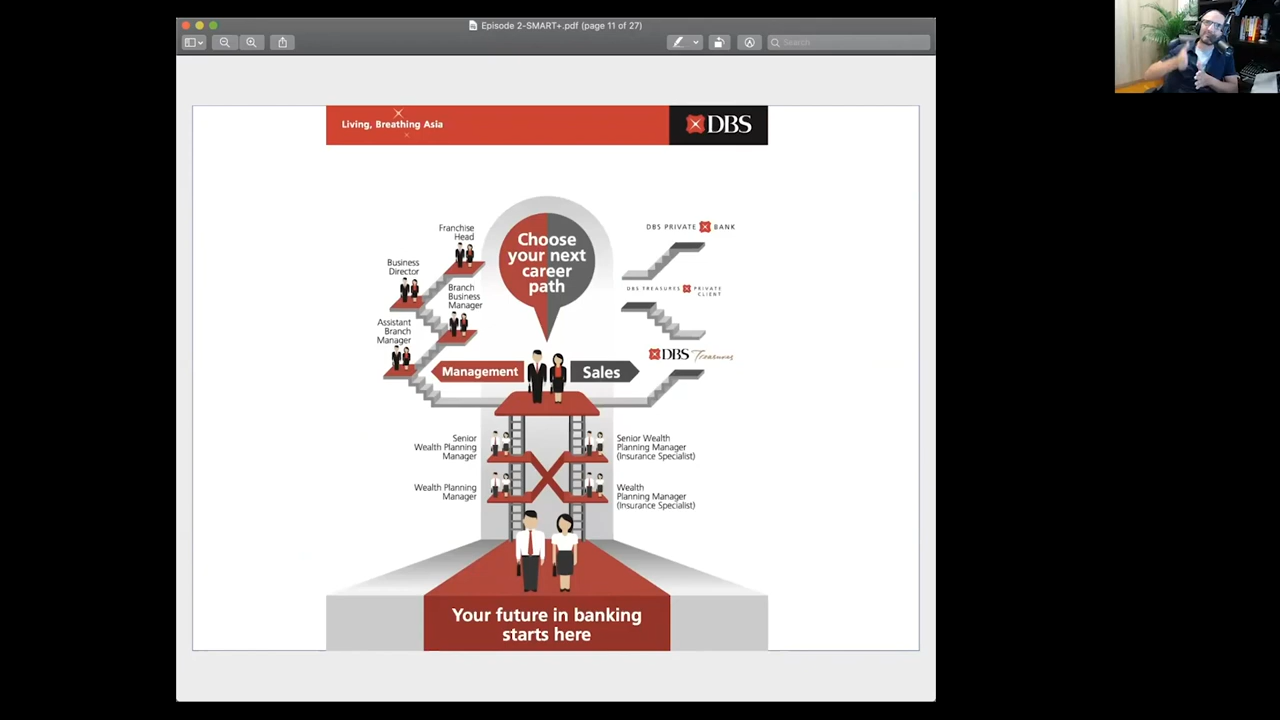 Episode 2-SMART+.pdf (page 11 of 27)
Search
Living, Breathing Asia
DBS
Choose
your next
career
path
Franchise
Head
Business
Director
Branch
Business
Manager
Assistant
Branch
Manager
DBS PRIVATE BANK
DBS TREASURES PRIVATE
CLIENT
DBS Treasures
Management
Sales
Senior
Wealth Planning
Manager
Senior Wealth
Planning Manager
(Insurance Specialist)
Wealth Planning
Manager
Wealth
Planning Manager
(Insurance Specialist)
Your future in banking
starts here